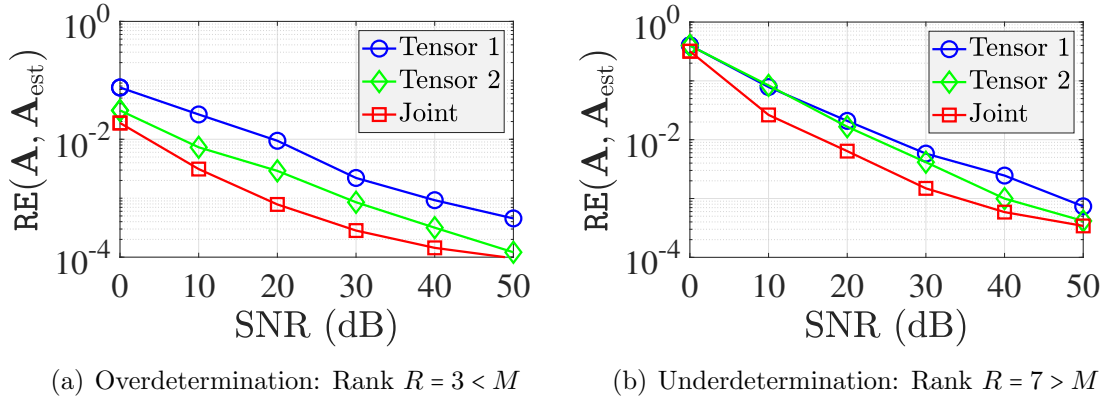 10^0
10^-2
10^-4
RE(A, A_est)
Tensor 1
Tensor 2
Joint
0 10 20 30 40 50
SNR (dB)
(a) Overdetermination: Rank R = 3 < M
10^0
10^-2
10^-4
RE(A, A_est)
Tensor 1
Tensor 2
Joint
0 10 20 30 40 50
SNR (dB)
(b) Underdetermination: Rank R = 7 > M